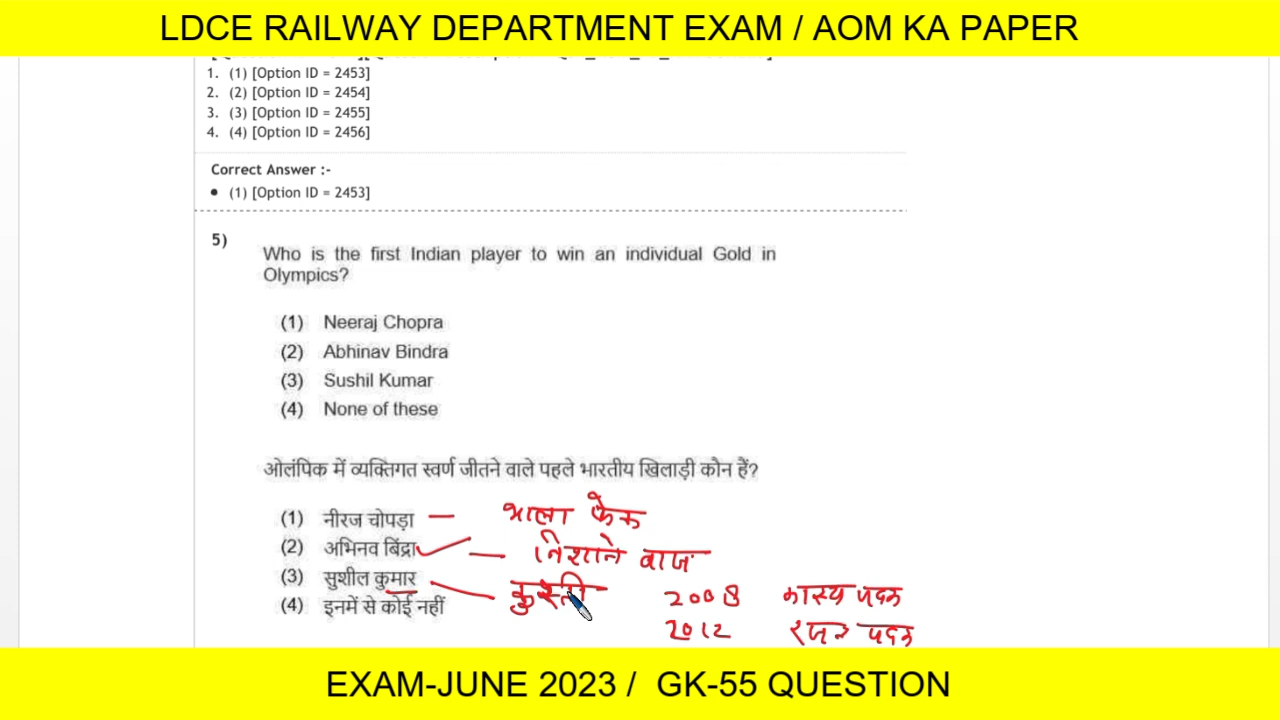 LDCE RAILWAY DEPARTMENT EXAM / AOM KA PAPER
1. (1) [Option ID = 2453]
2. (2) [Option ID = 2454]
3. (3) [Option ID = 2455]
4. (4) [Option ID = 2456]
Correct Answer :-
• (1) [Option ID = 2453]
5)
Who is the first Indian player to win an individual Gold in
Olympics?
(1) Neeraj Chopra
(2) Abhinav Bindra
(3) Sushil Kumar
(4) None of these
ओलंपिक में व्यक्तिगत स्वर्ण जीतने वाले पहले भारतीय खिलाड़ी कौन हैं?
(1) नीरज चोपड़ा — भाला फेक
(2) अभिनव बिंद्रा — निशाने बाज
(3) सुशील कुमार — कुस्ती 2008 कास्य पदक
(4) इनमें से कोई नहीं 2012 रजत पदक
EXAM-JUNE 2023 / GK-55 QUESTION